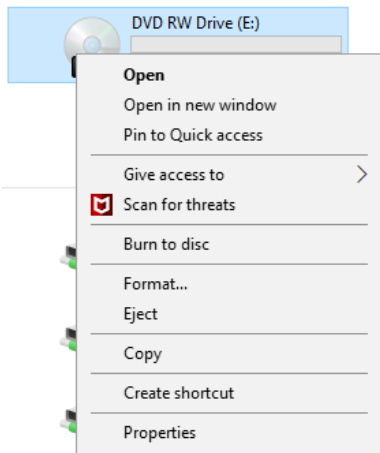 DVD RW Drive (E:)
Open
Open in new window
Pin to Quick access
Give access to
Scan for threats
Burn to disc
Format...
Eject
Copy
Create shortcut
Properties